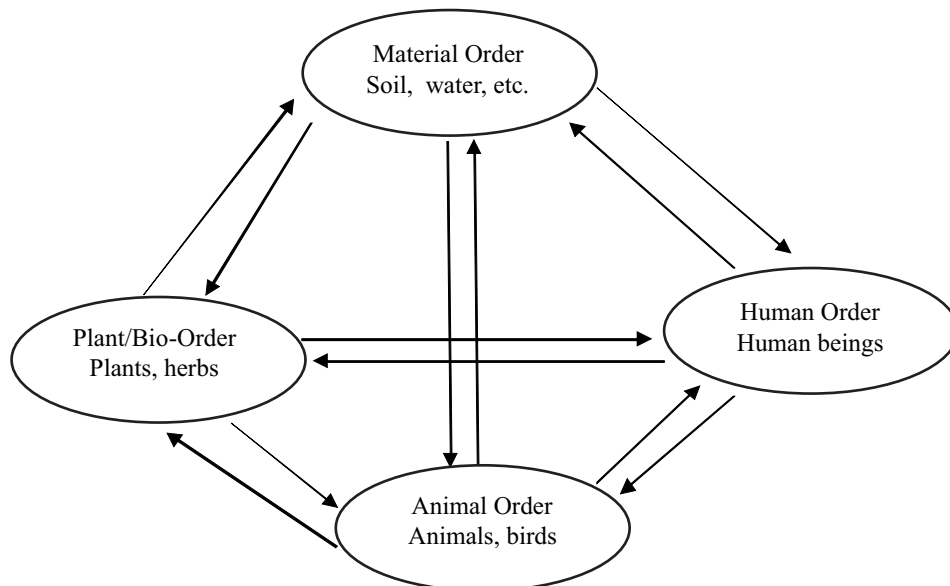 Material Order
Soil, water, etc.
Human Order
Human beings
Plant/Bio-Order
Plants, herbs
Animal Order
Animals, birds